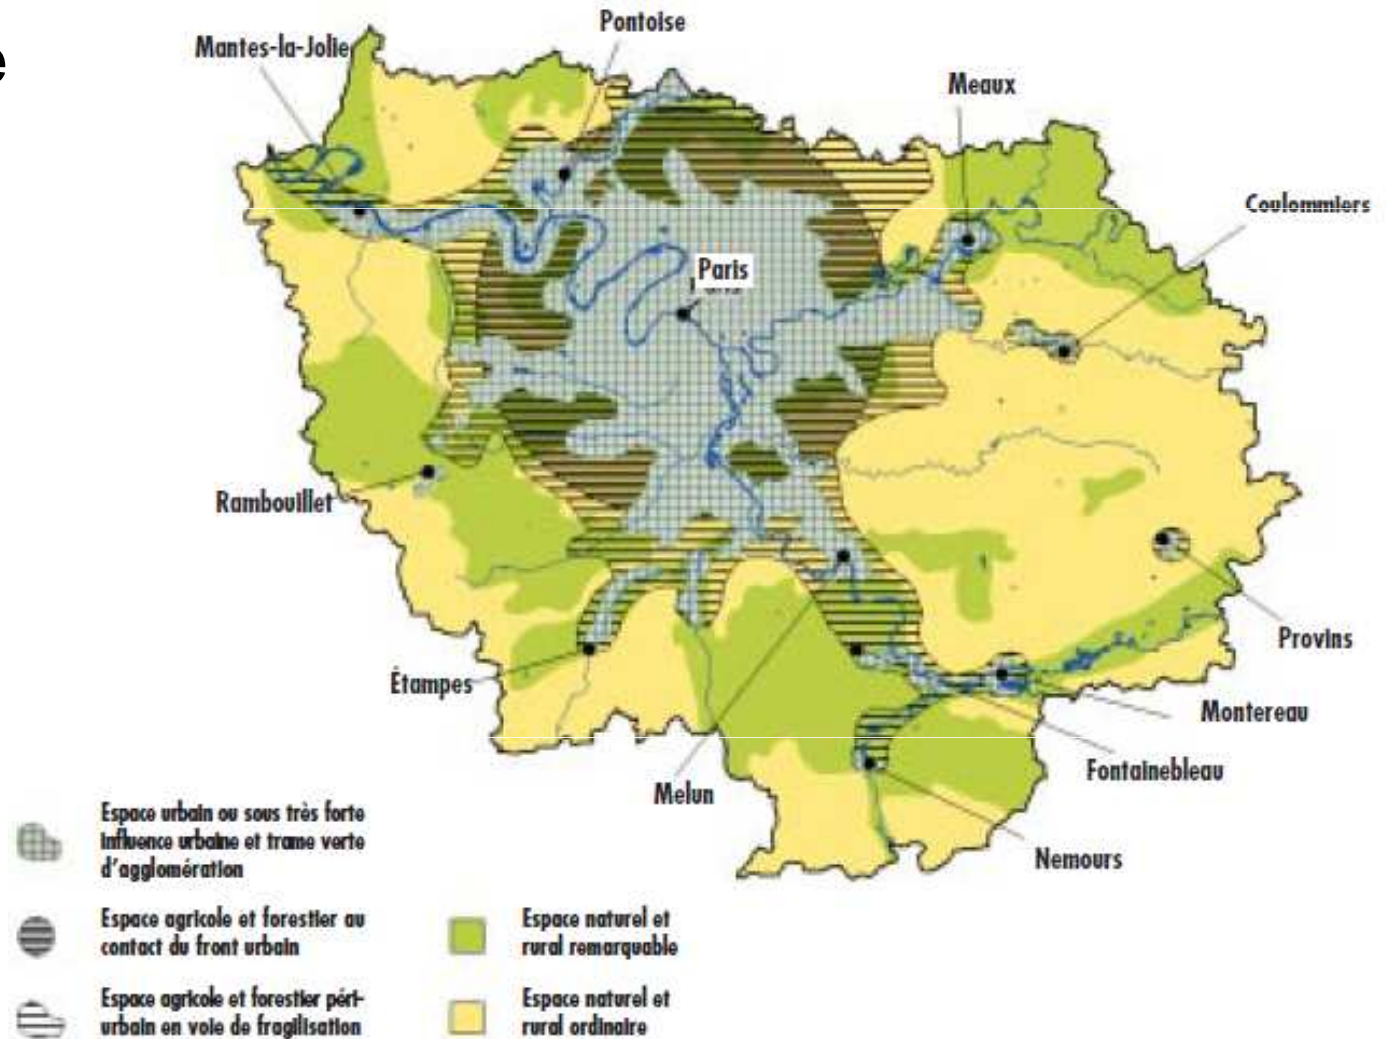 e
Pontoise
Mantes-la-Jolie
Meaux
Coulommiers
Paris
Rambouillet
Provins
Étampes
Montereau
Fontainebleau
Melun
Nemours
Espace urbain ou sous très forte
influence urbaine et trame verte
d'agglomération
Espace agricole et forestier au
contact du front urbain
Espace agricole et forestier péri-
urbain en voie de fragilisation
Espace naturel et
rural remarquable
Espace naturel et
rural ordinaire